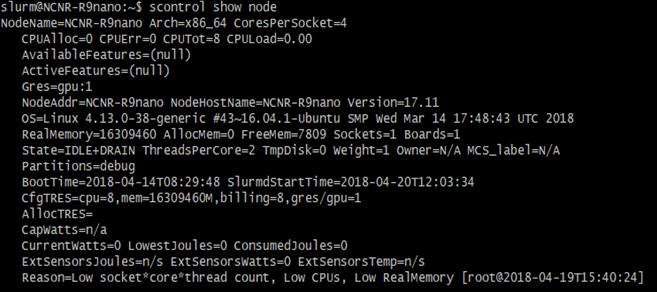 slurm@NCNR-R9nano:~$ scontrol show node
NodeName=NCNR-R9nano Arch=x86_64 CoresPerSocket=4
CPUAlloc=0 CPUErr=0 CPUTot=8 CPULoad=0.00
AvailableFeatures=(null)
ActiveFeatures=(null)
Gres=gpu:1
NodeAddr=NCNR-R9nano NodeHostName=NCNR-R9nano Version=17.11
OS=Linux 4.13.0-38-generic #43~16.04.1-Ubuntu SMP Wed Mar 14 17:48:43 UTC 2018
RealMemory=16309460 AllocMem=0 FreeMem=7809 Sockets=1 Boards=1
State=IDLE+DRAIN ThreadsPerCore=2 TmpDisk=0 Weight=1 Owner=N/A MCS_label=N/A
Partitions=debug
BootTime=2018-04-14T08:29:48 SlurmdStartTime=2018-04-20T12:03:34
CfgTRES=cpu=8,mem=16309460M,billing=8,gres/gpu=1
AllocTRES=
CapWatts=n/a
CurrentWatts=0 LowestJoules=0 ConsumedJoules=0
ExtSensorsJoules=n/s ExtSensorsWatts=0 ExtSensorsTemp=n/s
Reason=Low socket*core*thread count, Low CPUs, Low RealMemory [root@2018-04-19T15:40:24]